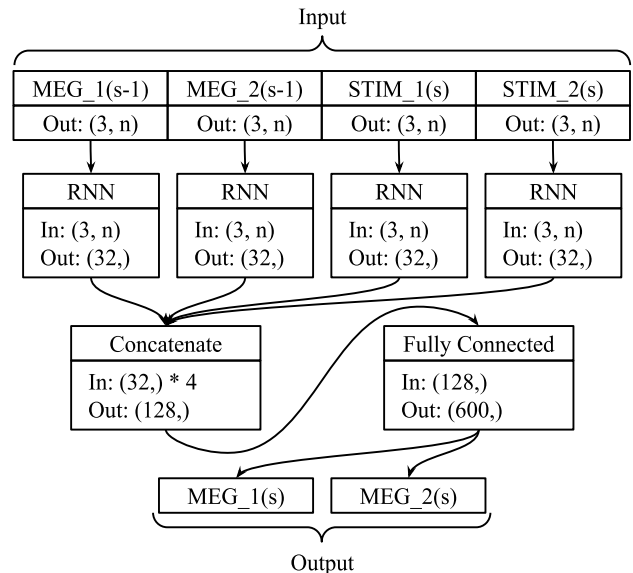 Input
MEG_1(s-1) MEG_2(s-1) STIM_1(s) STIM_2(s)
Out: (3, n) Out: (3, n) Out: (3, n) Out: (3, n)
RNN RNN RNN RNN
In: (3, n) In: (3, n) In: (3, n) In: (3, n)
Out: (32,) Out: (32,) Out: (32,) Out: (32,)
Concatenate
In: (32,) * 4
Out: (128,)
Fully Connected
In: (128,)
Out: (600,)
MEG_1(s) MEG_2(s)
Output